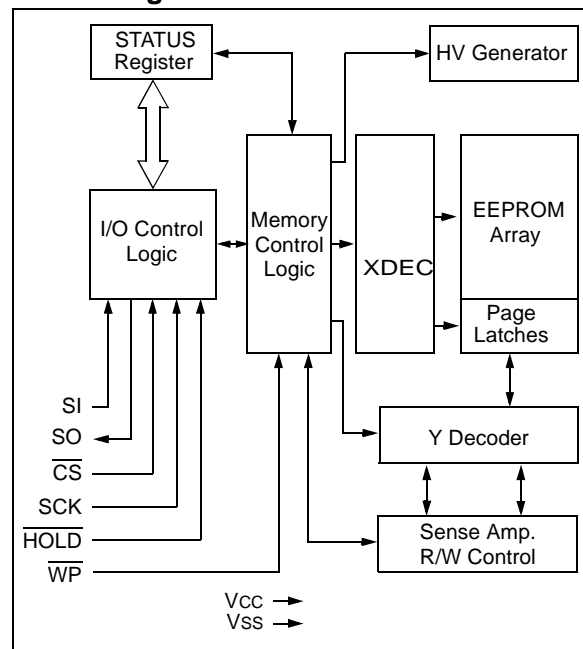 STATUS
Register
HV Generator
I/O Control
Logic
Memory
Control
Logic
XDEC
EEPROM
Array
Page
Latches
Y Decoder
Sense Amp.
R/W Control
SI
SO
CS
SCK
HOLD
WP
VCC
VSS